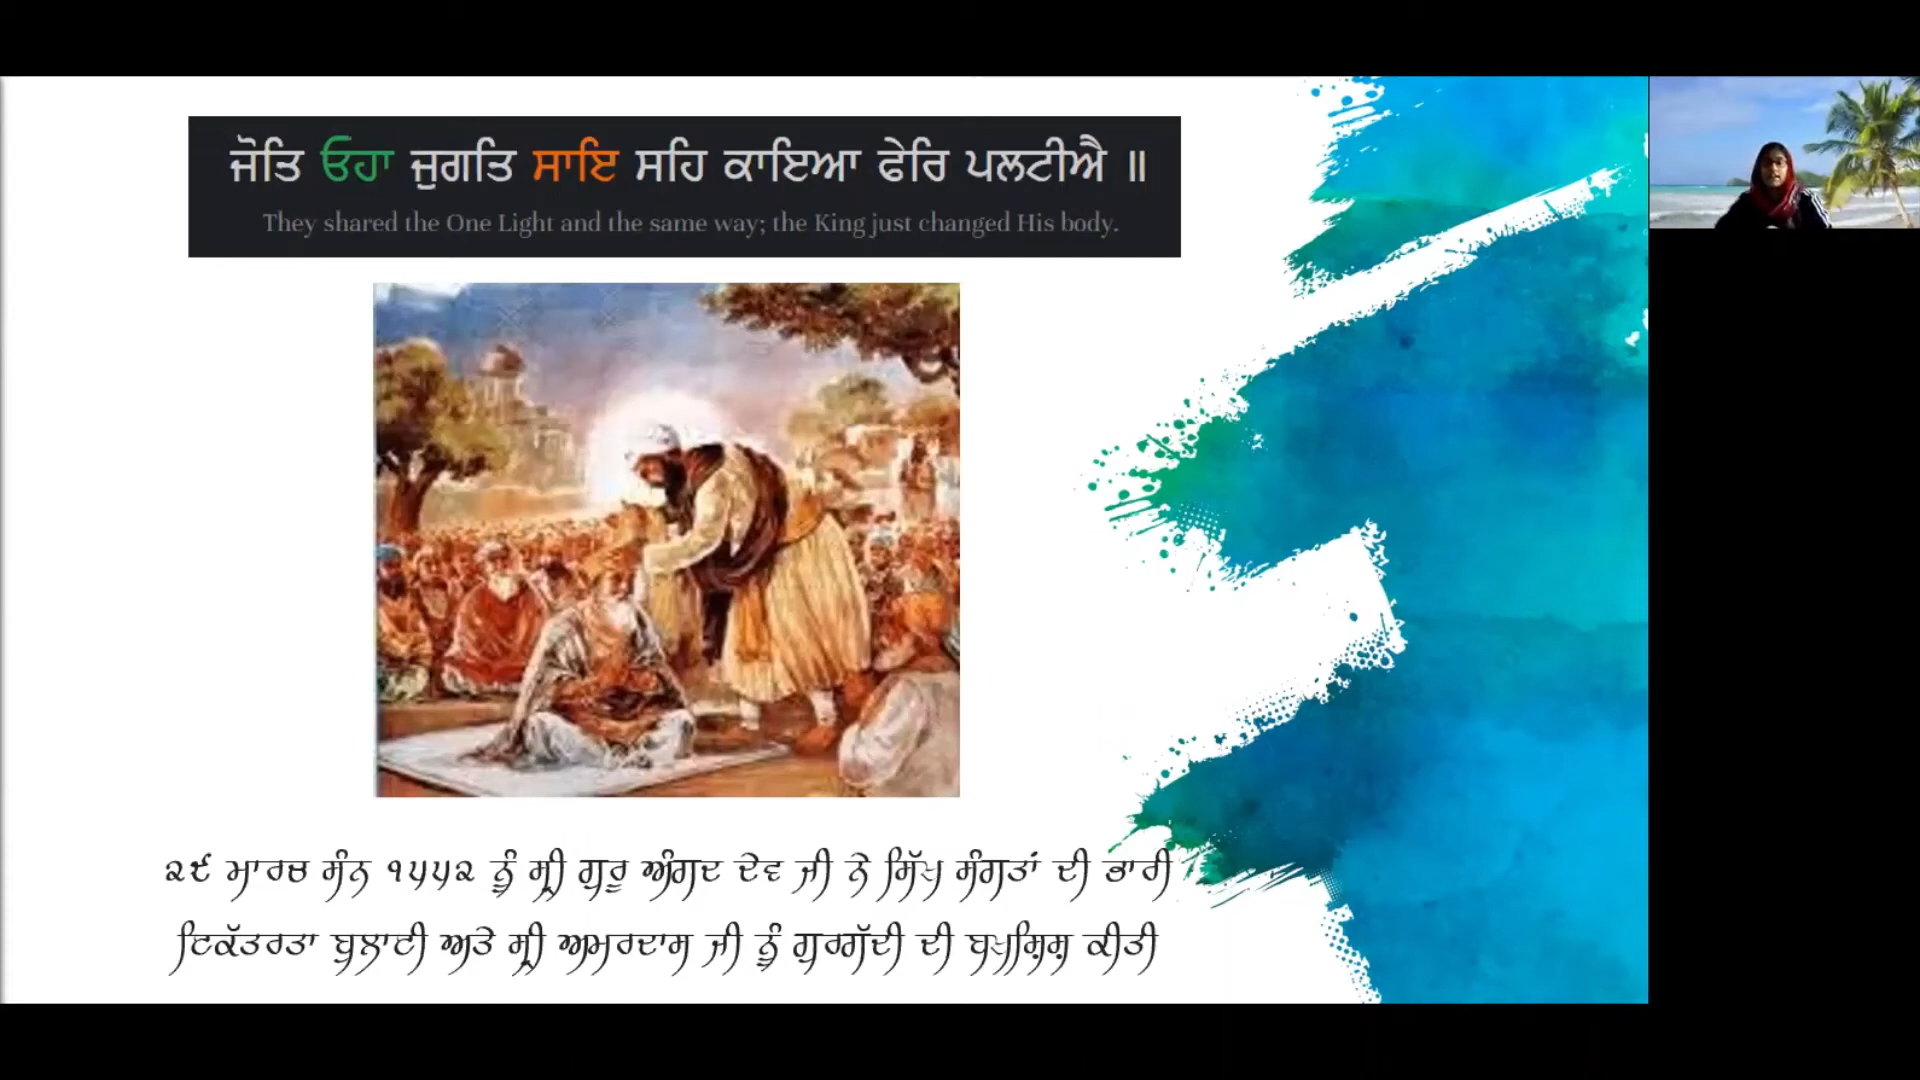 ਜੋਤਿ ਓਹਾ ਜੁਗਤਿ ਸਾਇ ਸਹਿ ਕਾਇਆ ਫੇਰਿ ਪਲਟੀਐ ॥
They shared the One Light and the same way; the King just changed His body.
੨੯ ਮਾਰਚ ਸੰਨ ੧੫੫੨ ਨੂੰ ਸ੍ਰੀ ਗੁਰੂ ਅੰਗਦ ਦੇਵ ਜੀ ਨੇ ਸਿੱਖ ਸੰਗਤਾਂ ਦੀ ਭਾਰੀ
ਇਕੱਤਰਤਾ ਬੁਲਾਈ ਅਤੇ ਸ੍ਰੀ ਅਮਰਦਾਸ ਜੀ ਨੂੰ ਗੁਰਗੱਦੀ ਦੀ ਬਖ਼ਸ਼ਿਸ਼ ਕੀਤੀ